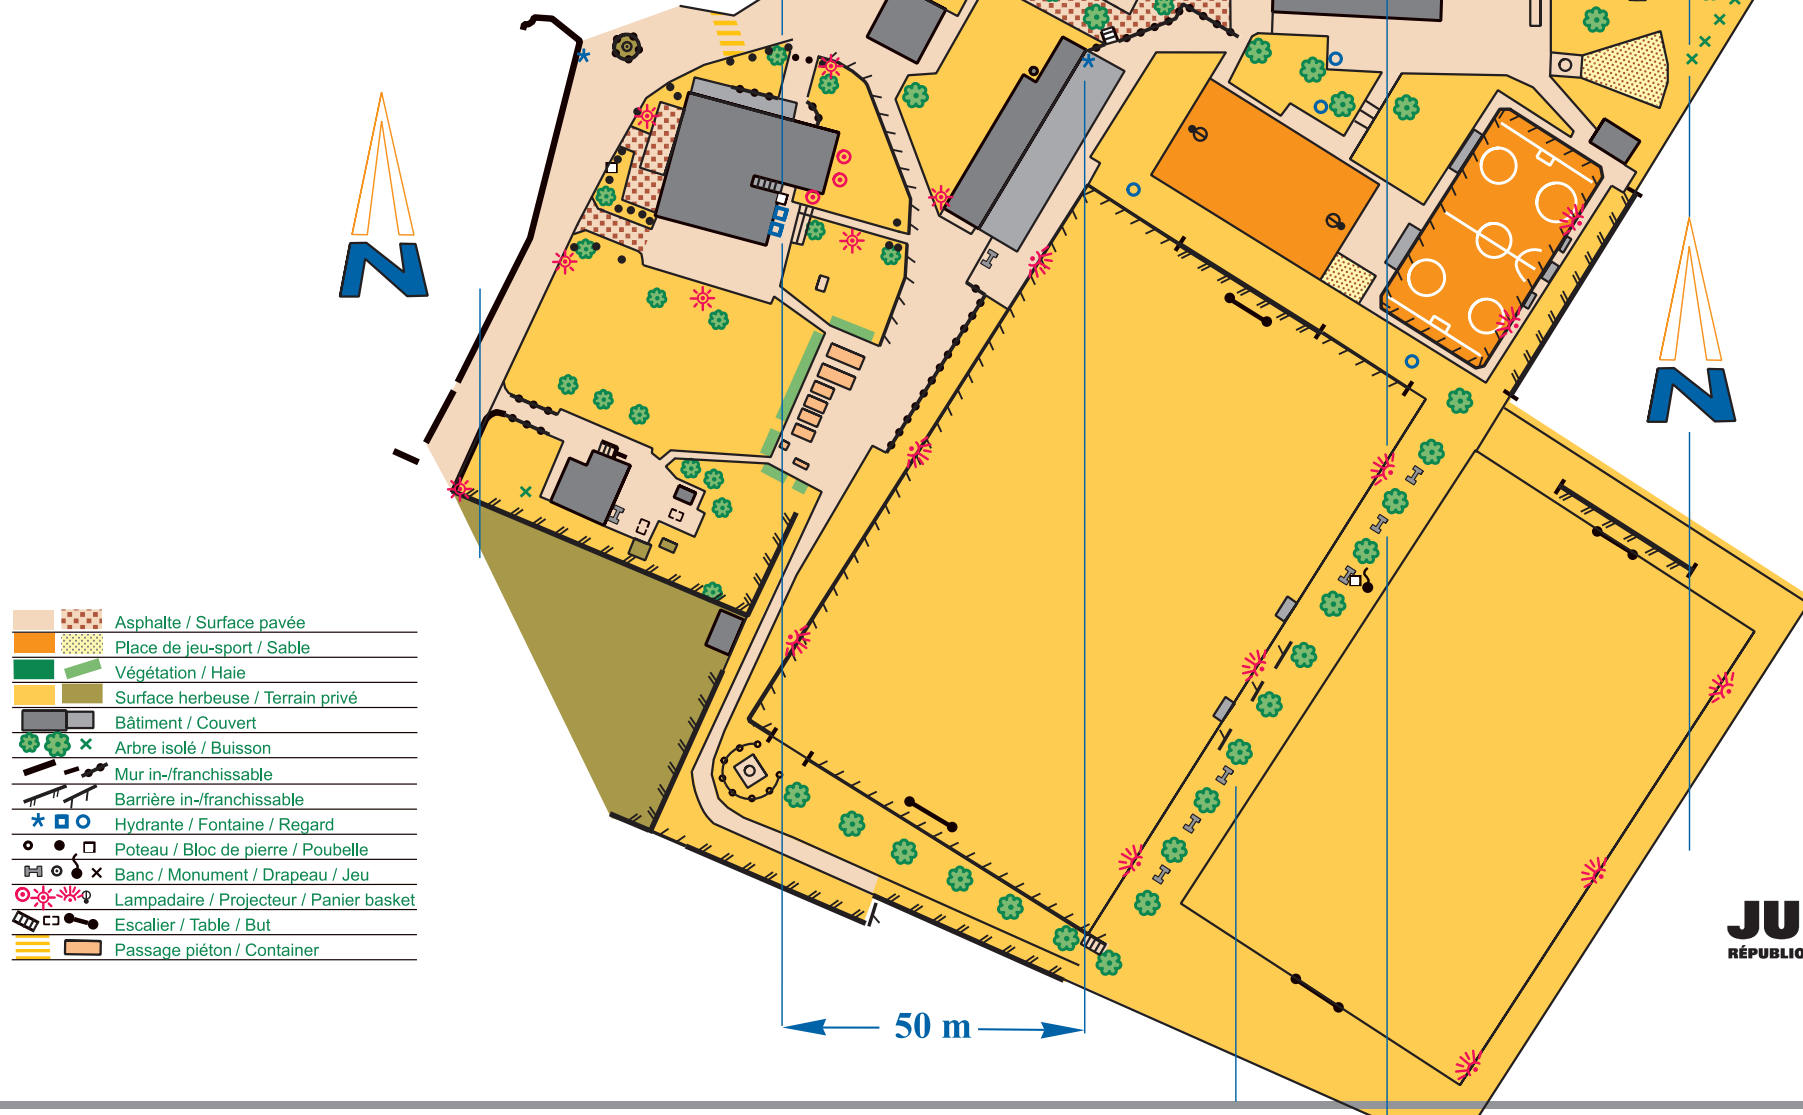 N
N
Asphalte / Surface pavée
Place de jeu-sport / Sable
Végétation / Haie
Surface herbeuse / Terrain privé
Bâtiment / Couvert
Arbre isolé / Buisson
Mur in-/franchissable
Barrière in-/franchissable
Hydrante / Fontaine / Regard
Poteau / Bloc de pierre / Poubelle
Banc / Monument / Drapeau / Jeu
Lampadaire / Projecteur / Panier basket
Escalier / Table / But
Passage piéton / Container
JU
RÉPUBLIQ
50 m